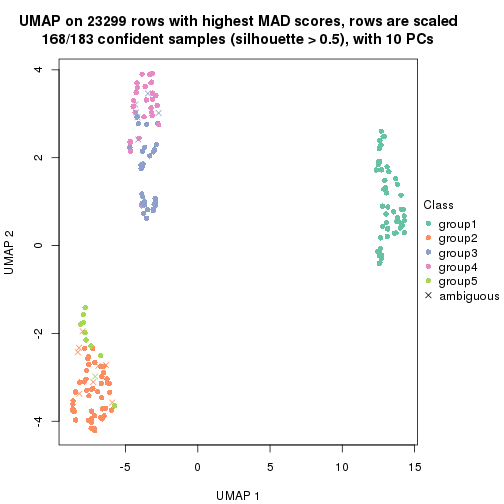 UMAP on 23299 rows with highest MAD scores, rows are scaled
168/183 confident samples (silhouette > 0.5), with 10 PCs
4
2
0
-2
-4
UMAP 2
-5
0
5
10
15
UMAP 1
Class
group1
group2
group3
group4
group5
ambiguous